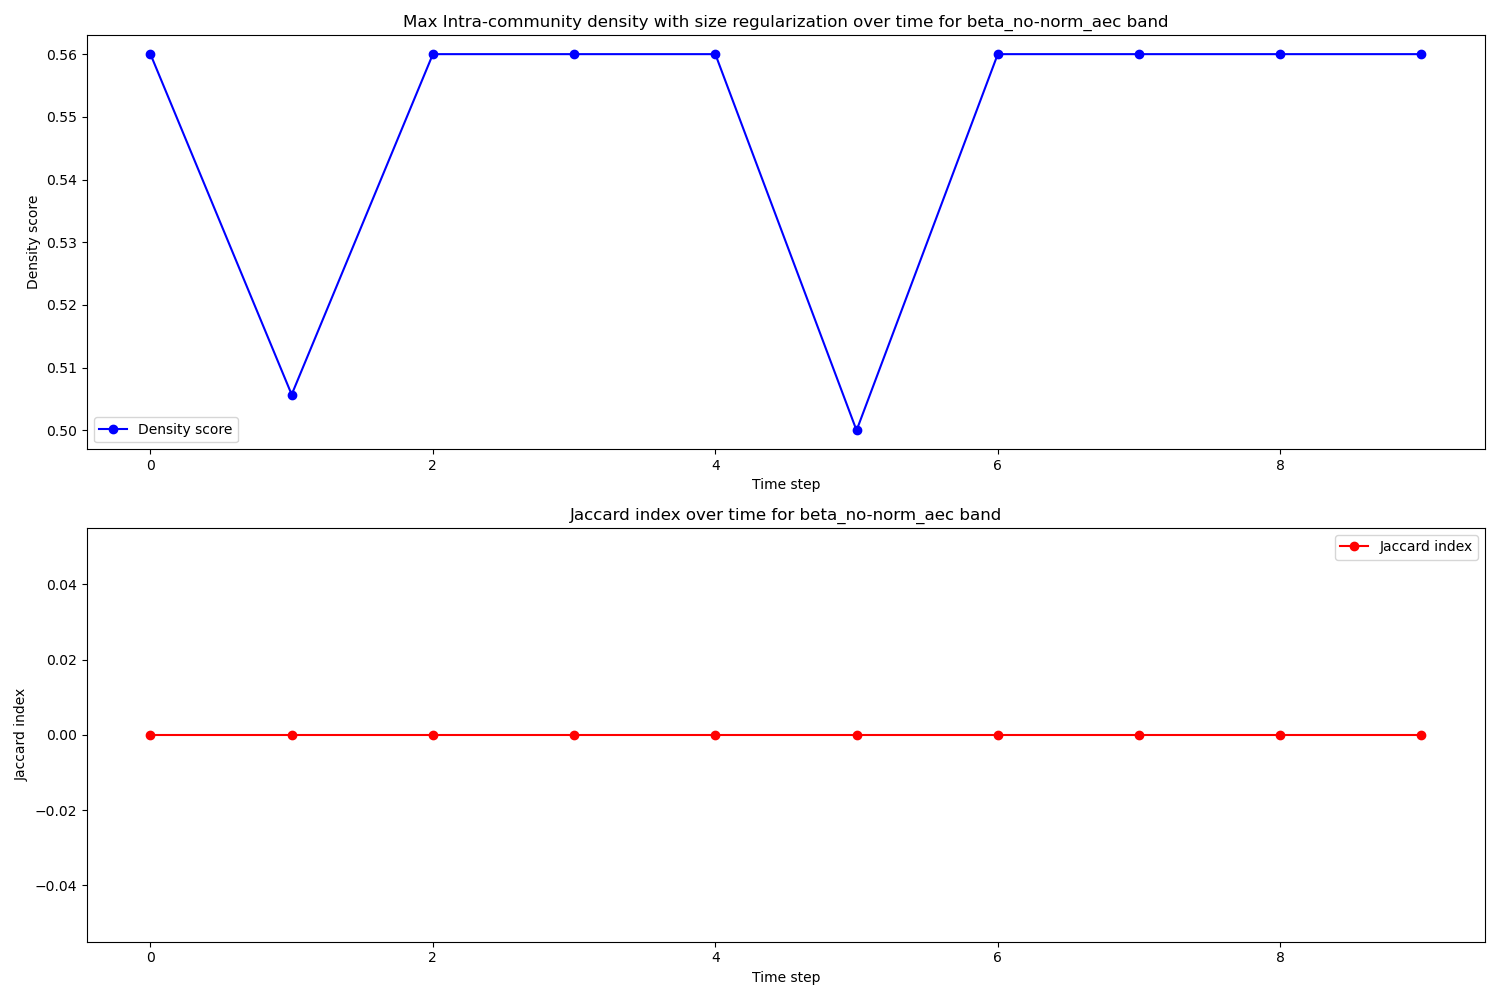 Max Intra-community density with size regularization over time for beta_no-norm_aec band
0.56
0.55
0.54
0.53
0.52
0.51
0.50
Density score
Density score
0 2 4 6 8
Time step
Jaccard index over time for beta_no-norm_aec band
Jaccard index
0.04
0.02
0.00
−0.02
−0.04
Jaccard index
0 2 4 6 8
Time step